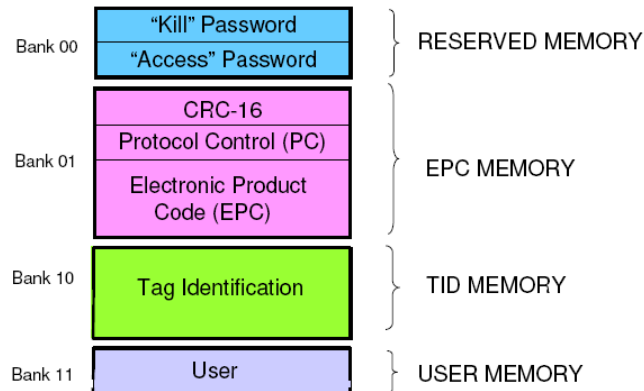 Bank 00
“Kill” Password
“Access” Password
RESERVED MEMORY
Bank 01
CRC-16
Protocol Control (PC)
Electronic Product
Code (EPC)
EPC MEMORY
Bank 10
Tag Identification
TID MEMORY
Bank 11
User
USER MEMORY